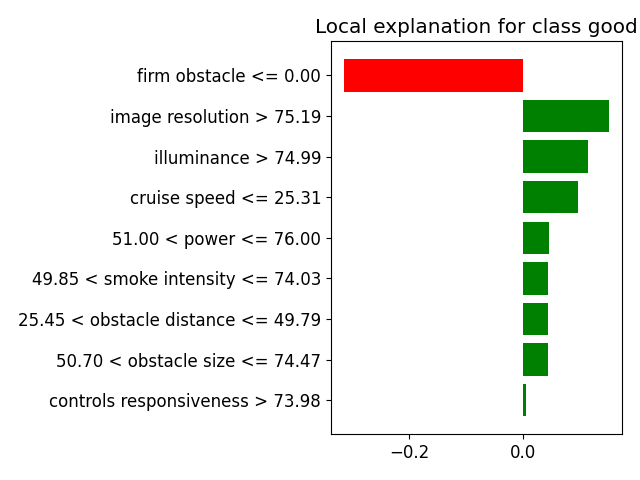 Local explanation for class good
firm obstacle <= 0.00
image resolution > 75.19
illuminance > 74.99
cruise speed <= 25.31
51.00 < power <= 76.00
49.85 < smoke intensity <= 74.03
25.45 < obstacle distance <= 49.79
50.70 < obstacle size <= 74.47
controls responsiveness > 73.98
−0.2 0.0